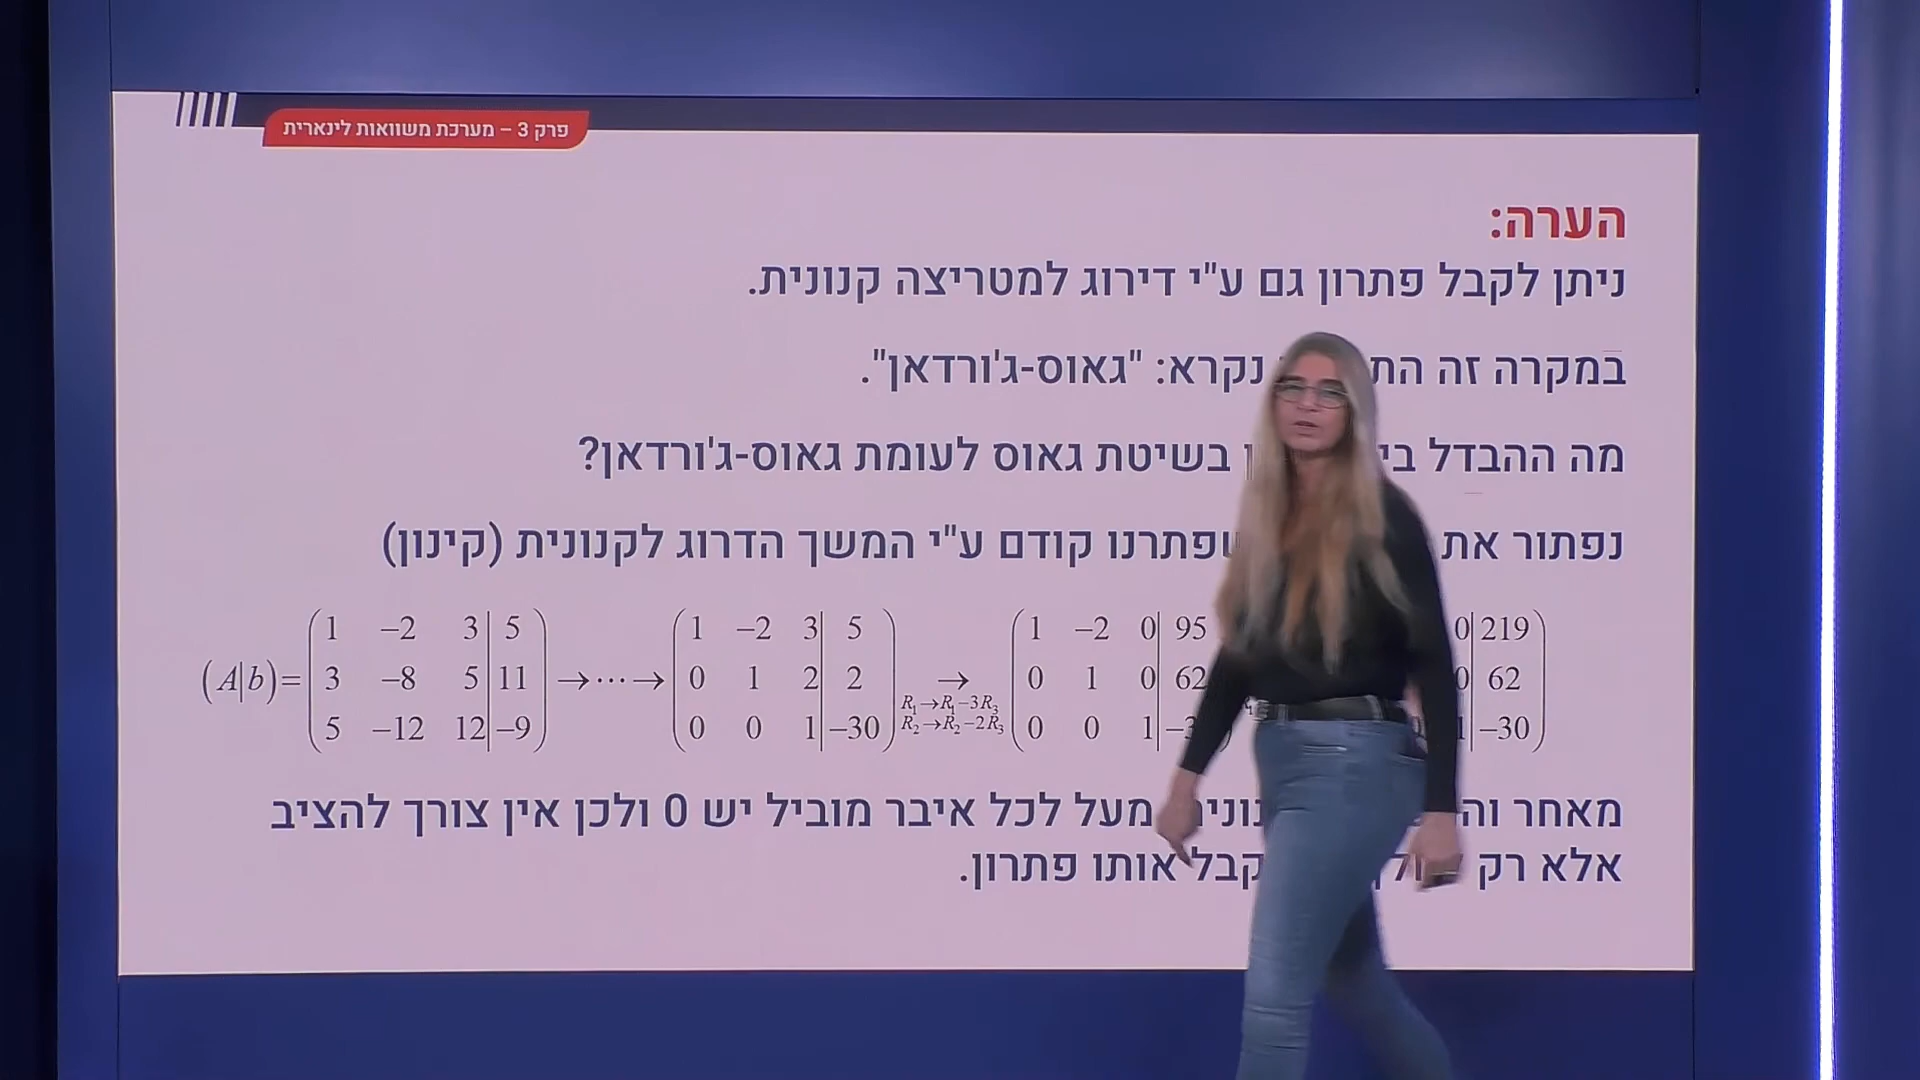 פרק 3 – מערכת משוואות לינארית
הערה:
ניתן לקבל פתרון גם ע"י דירוג למטריצה קנונית.
במקרה זה נקרא: "גאוס-ג'ורדאן".
מה ההבדל בשיטת גאוס לעומת גאוס-ג'ורדאן?
נפתור את שפתרנו קודם ע"י המשך הדרוג לקנונית (קינון)
1 -2 3 | 5 1 -2 3 | 5 1 -2 0 | 95 0 | 219
(A|b)= 3 -8 5 | 11 →⋯→ 0 1 2 | 2 → 0 1 0 | 62 0 | 62
R₁→R₁-3R₃
R₂→R₂-2R₃
5 -12 12 | -9 0 0 1 | -30 0 0 1 1 | -30
מאחר מעל לכל איבר מוביל יש 0 ולכן אין צורך להציב
אלא רק אותו פתרון.